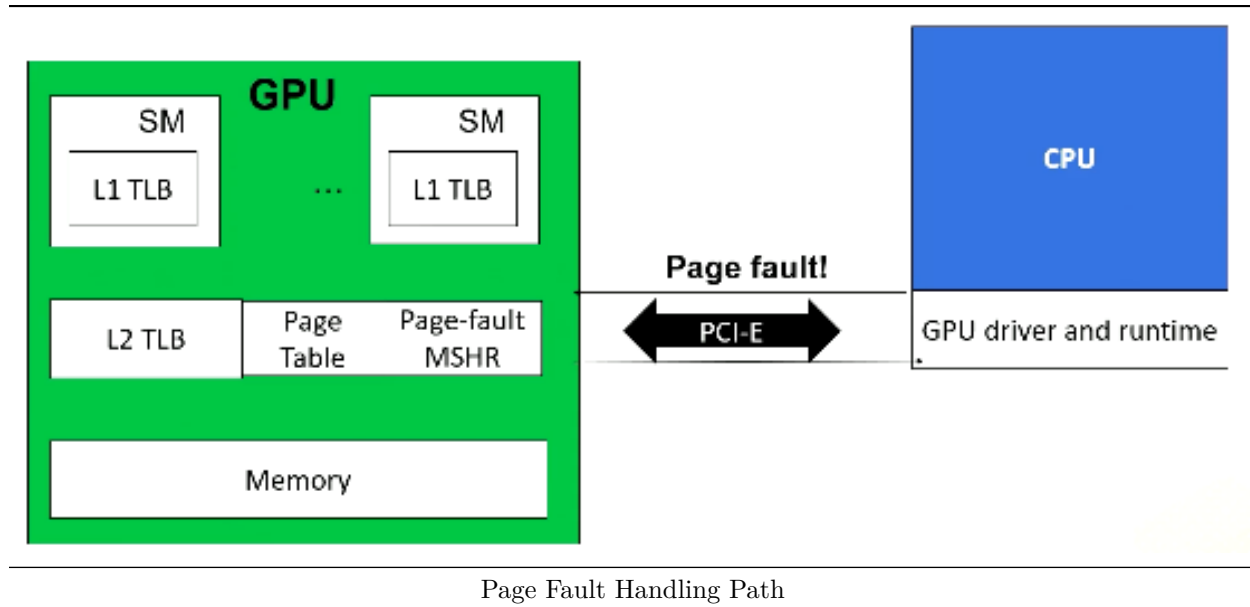 GPU
SM
L1 TLB
...
SM
L1 TLB
L2 TLB
Page
Table
Page-fault
MSHR
Memory
Page fault!
PCI-E
CPU
GPU driver and runtime
Page Fault Handling Path